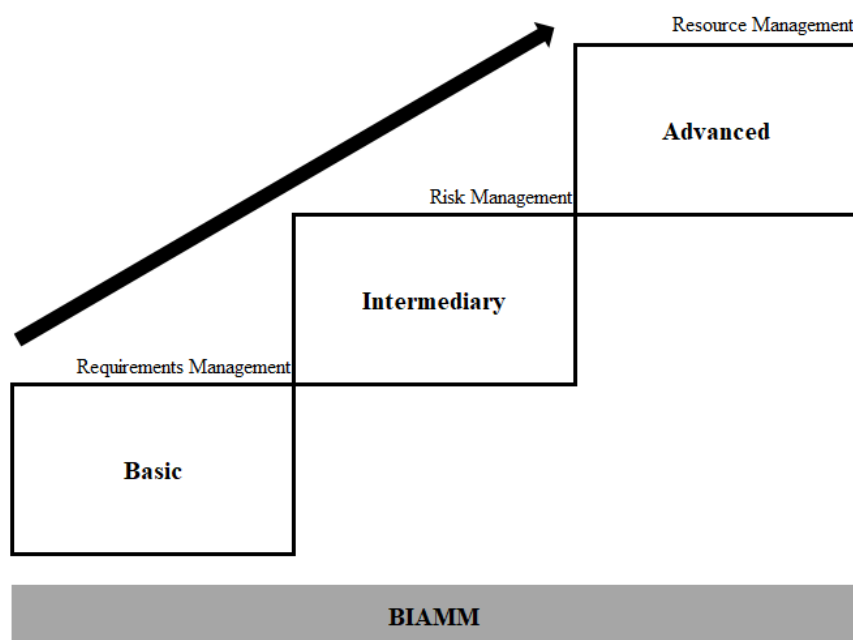 Resource Management
Advanced
Risk Management
Intermediary
Requirements Management
Basic
BIAMM